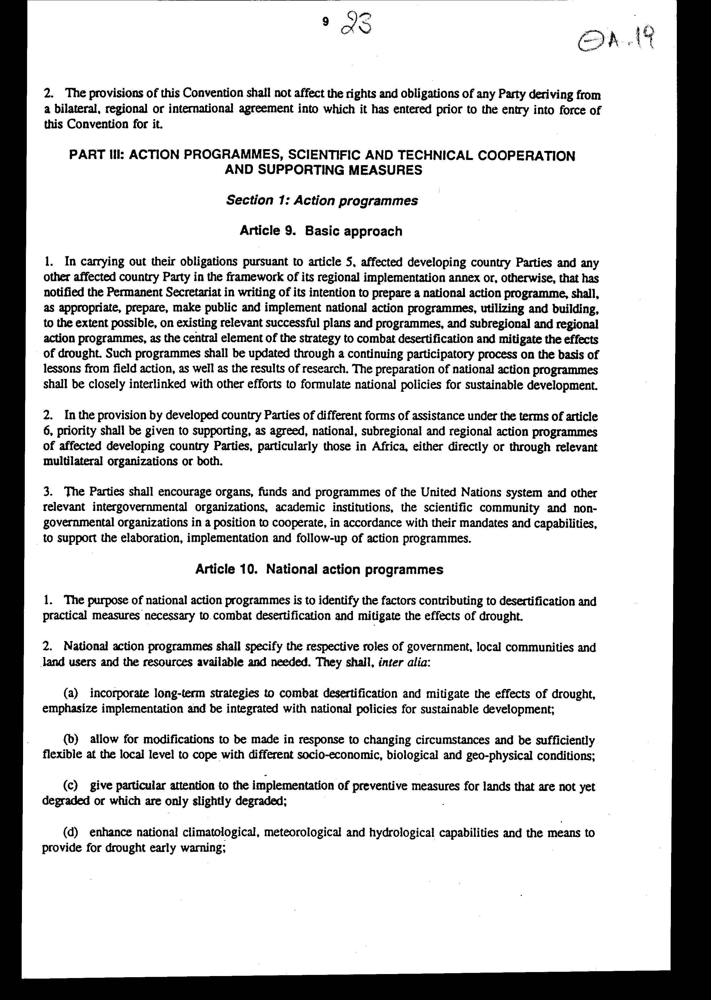 9 23
ΘA.19
2. The provisions of this Convention shall not affect the rights and obligations of any Party deriving from
a bilateral, regional or international agreement into which it has entered prior to the entry into force of
this Convention for it.
PART III: ACTION PROGRAMMES, SCIENTIFIC AND TECHNICAL COOPERATION
AND SUPPORTING MEASURES
Section 1: Action programmes
Article 9. Basic approach
1. In carrying out their obligations pursuant to article 5, affected developing country Parties and any
other affected country Party in the framework of its regional implementation annex or, otherwise, that has
notified the Permanent Secretariat in writing of its intention to prepare a national action programme, shall,
as appropriate, prepare, make public and implement national action programmes, utilizing and building,
to the extent possible, on existing relevant successful plans and programmes, and subregional and regional
action programmes, as the central element of the strategy to combat desertification and mitigate the effects
of drought. Such programmes shall be updated through a continuing participatory process on the basis of
lessons from field action, as well as the results of research. The preparation of national action programmes
shall be closely interlinked with other efforts to formulate national policies for sustainable development.
2. In the provision by developed country Parties of different forms of assistance under the terms of article
6, priority shall be given to supporting, as agreed, national, subregional and regional action programmes
of affected developing country Parties, particularly those in Africa, either directly or through relevant
multilateral organizations or both.
3. The Parties shall encourage organs, funds and programmes of the United Nations system and other
relevant intergovernmental organizations, academic institutions, the scientific community and non-
governmental organizations in a position to cooperate, in accordance with their mandates and capabilities,
to support the elaboration, implementation and follow-up of action programmes.
Article 10. National action programmes
1. The purpose of national action programmes is to identify the factors contributing to desertification and
practical measures necessary to combat desertification and mitigate the effects of drought.
2. National action programmes shall specify the respective roles of government, local communities and
land users and the resources available and needed. They shall, inter alia:
(a) incorporate long-term strategies to combat desertification and mitigate the effects of drought,
emphasize implementation and be integrated with national policies for sustainable development;
(b) allow for modifications to be made in response to changing circumstances and be sufficiently
flexible at the local level to cope with different socio-economic, biological and geo-physical conditions;
(c) give particular attention to the implementation of preventive measures for lands that are not yet
degraded or which are only slightly degraded;
(d) enhance national climatological, meteorological and hydrological capabilities and the means to
provide for drought early warning;